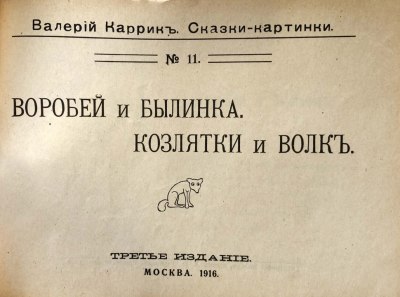 Валерій Каррикъ. Сказки-картинки.
№ 11.
ВОРОБЕЙ и БЫЛИНКА.
КОЗЛЯТКИ и ВОЛКЪ.
ТРЕТЬЕ ИЗДАНІЕ.
МОСКВА. 1916.